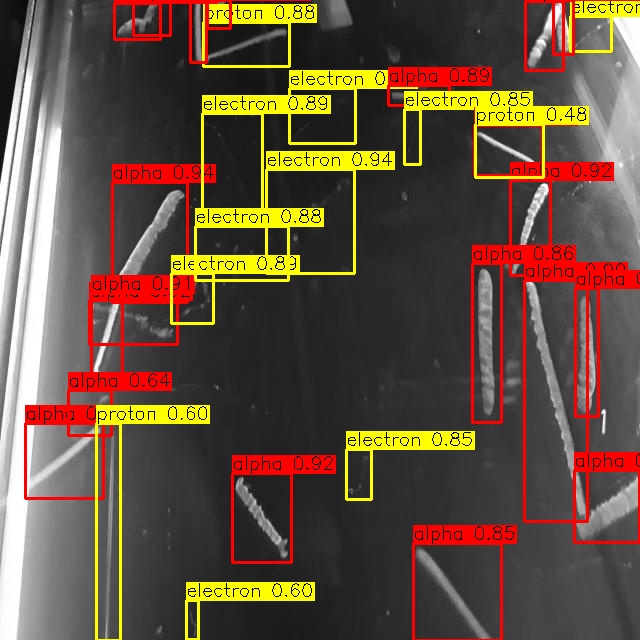 proton 0.88
electron
electron 0
alpha 0.89
electron 0.89
electron 0.85
proton 0.48
electron 0.94
alpha 0.94
alpha 0.92
electron 0.88
alpha 0.86
electron 0.89
alpha 0.91
alpha 0.64
alpha 0
proton 0.60
electron 0.85
alpha 0.92
alpha 0
alpha 0.85
electron 0.60